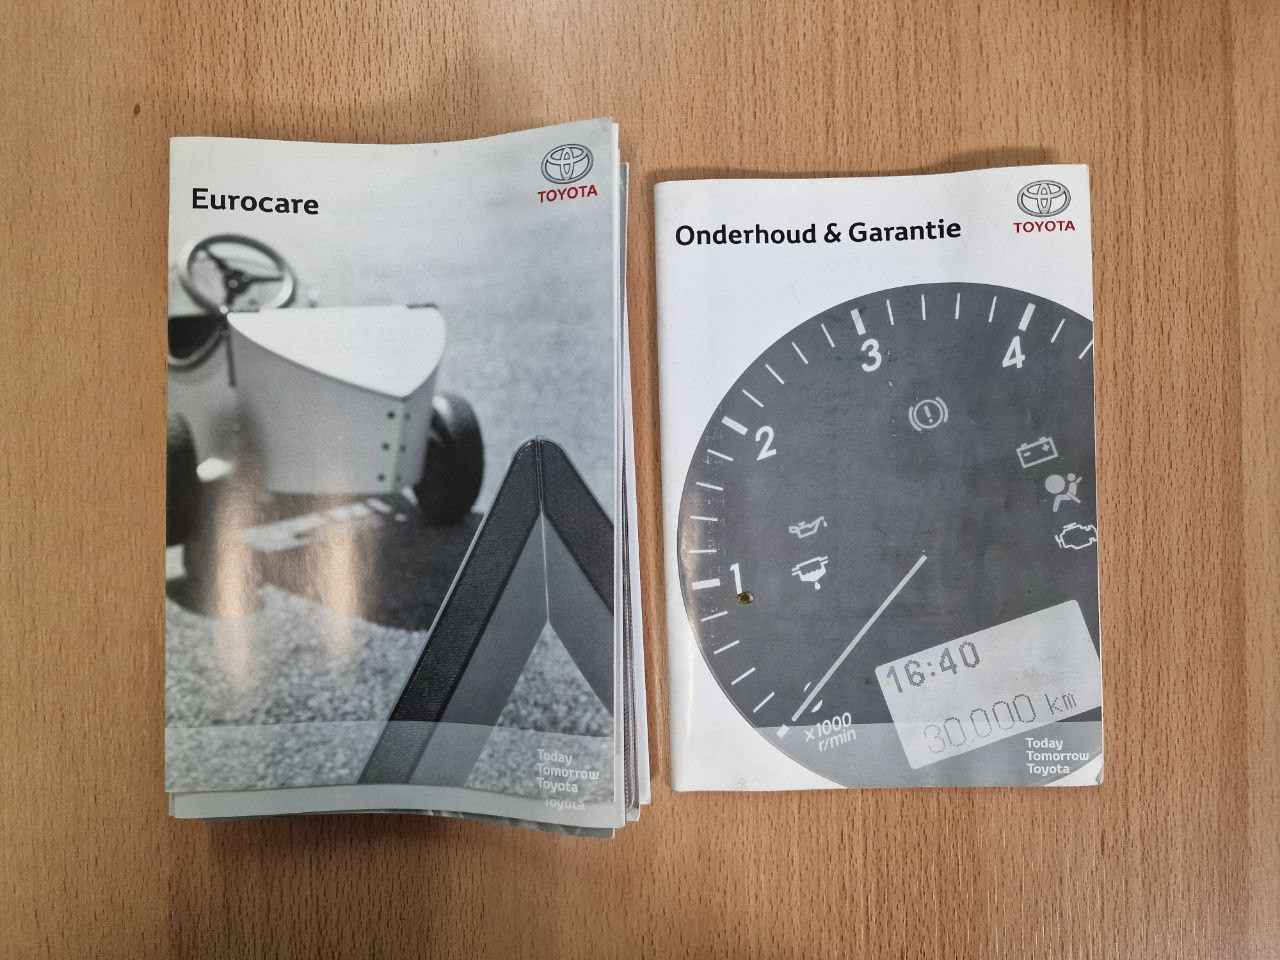 TOYOTA
Eurocare
Today
Tomorrow
Toyota
Toyota
TOYOTA
Onderhoud & Garantie
1
2
3
4
16:40
30.000 km
x1000
r/min
Today
Tomorrow
Toyota